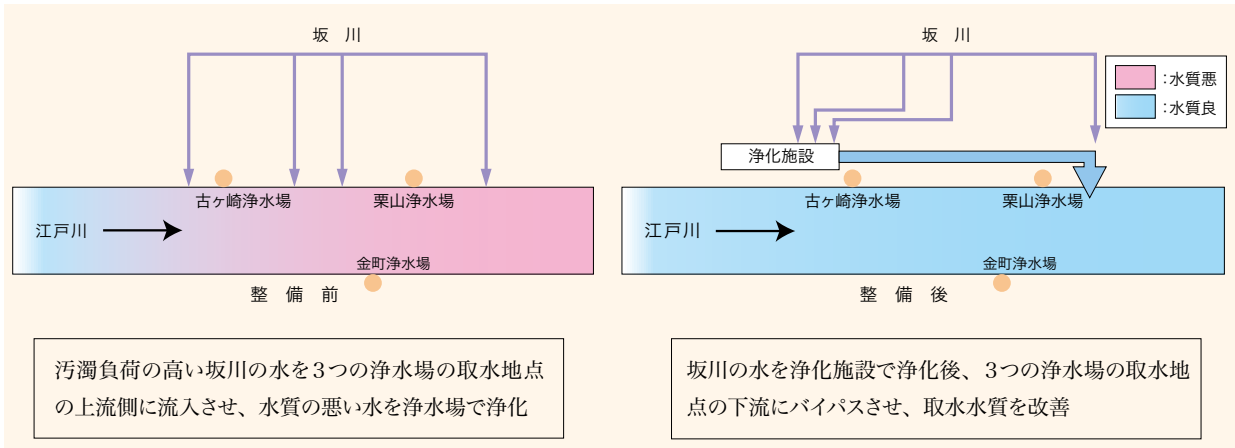 坂 川
古ヶ崎浄水場
栗山浄水場
江戸川
金町浄水場
整 備 前
汚濁負荷の高い坂川の水を3つの浄水場の取水地点
の上流側に流入させ、水質の悪い水を浄水場で浄化
坂 川
:水質悪
:水質良
浄化施設
古ヶ崎浄水場
栗山浄水場
江戸川
金町浄水場
整 備 後
坂川の水を浄化施設で浄化後、3つの浄水場の取水地
点の下流にバイパスさせ、取水水質を改善